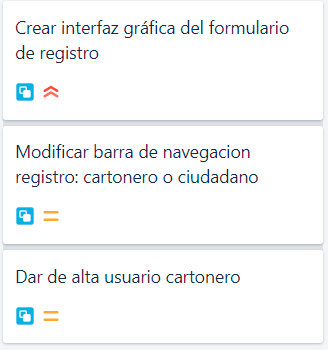 Crear interfaz gráfica del formulario
de registro
Modificar barra de navegacion
registro: cartonero o ciudadano
Dar de alta usuario cartonero